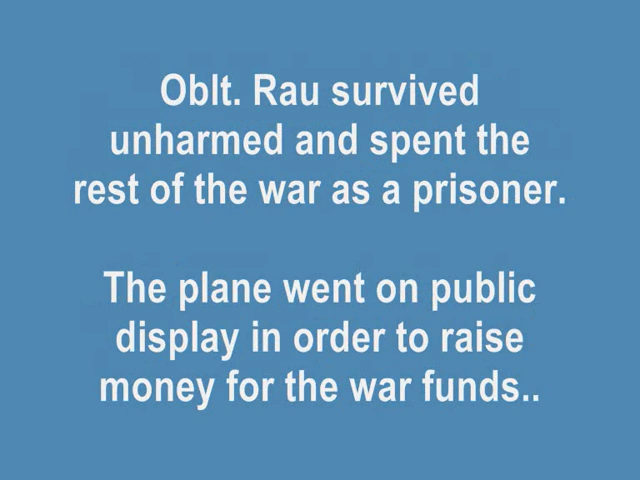 Oblt. Rau survived
unharmed and spent the
rest of the war as a prisoner.
The plane went on public
display in order to raise
money for the war funds..